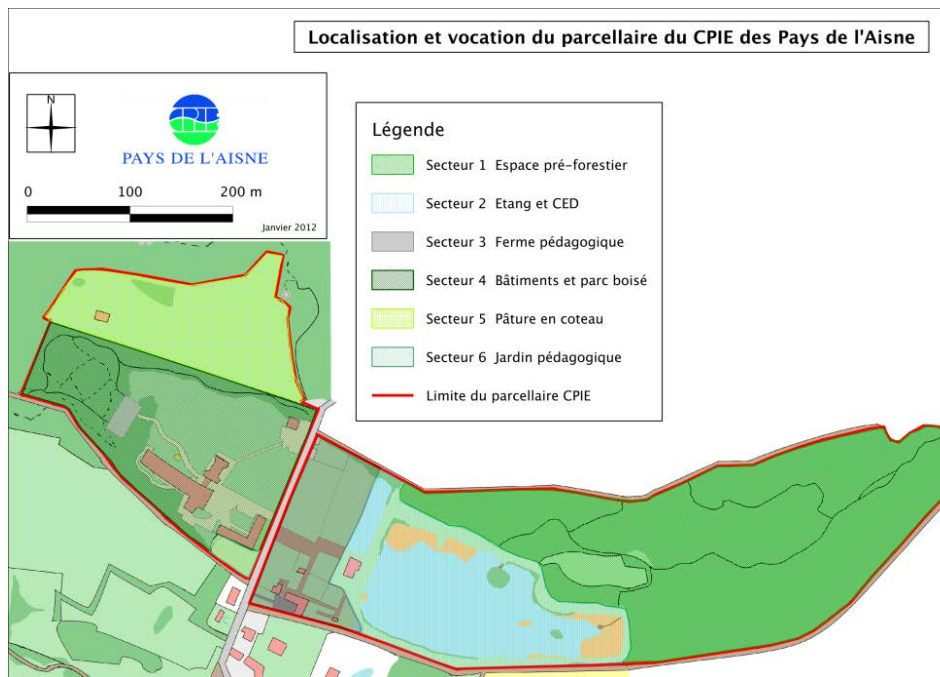 Localisation et vocation du parcellaire du CPIE des Pays de l'Aisne
N
CPIE
PAYS DE L'AISNE
0 100 200 m
Janvier 2012
Légende
Secteur 1 Espace pré-forestier
Secteur 2 Etang et CED
Secteur 3 Ferme pédagogique
Secteur 4 Bâtiments et parc boisé
Secteur 5 Pâture en coteau
Secteur 6 Jardin pédagogique
Limite du parcellaire CPIE